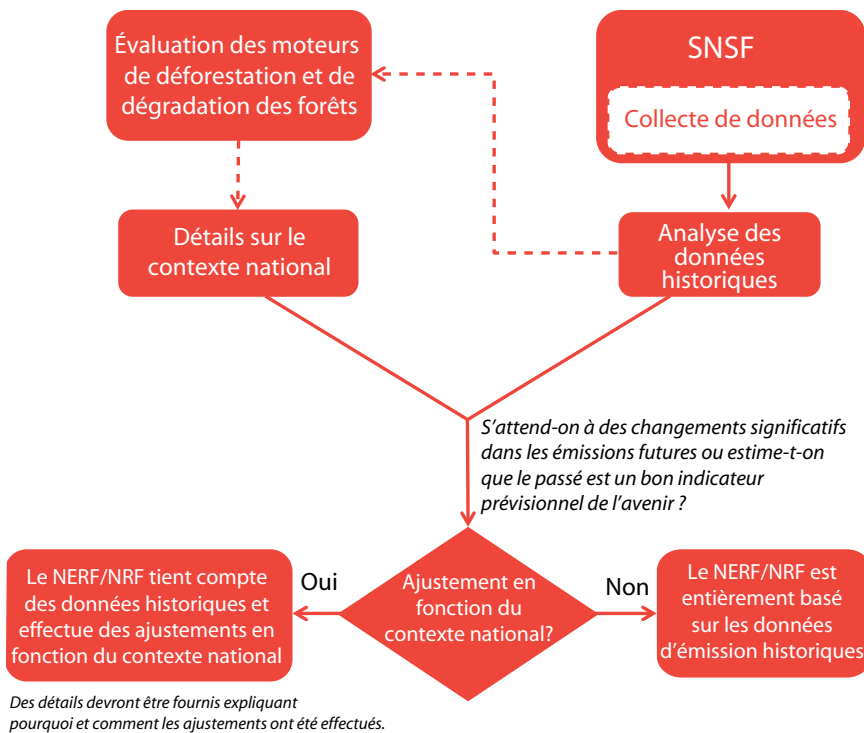 Évaluation des moteurs
de déforestation et de
dégradation des forêts
SNSF
Collecte de données
Détails sur le
contexte national
Analyse des
données
historiques
S’attend-on à des changements significatifs
dans les émissions futures ou estime-t-on
que le passé est un bon indicateur
prévisionnel de l’avenir ?
Le NERF/NRF tient compte
des données historiques et
effectue des ajustements en
fonction du contexte national
Oui
Ajustement en
fonction du
contexte national?
Non
Le NERF/NRF est
entièrement basé
sur les données
d’émission historiques
Des détails devront être fournis expliquant
pourquoi et comment les ajustements ont été effectués.